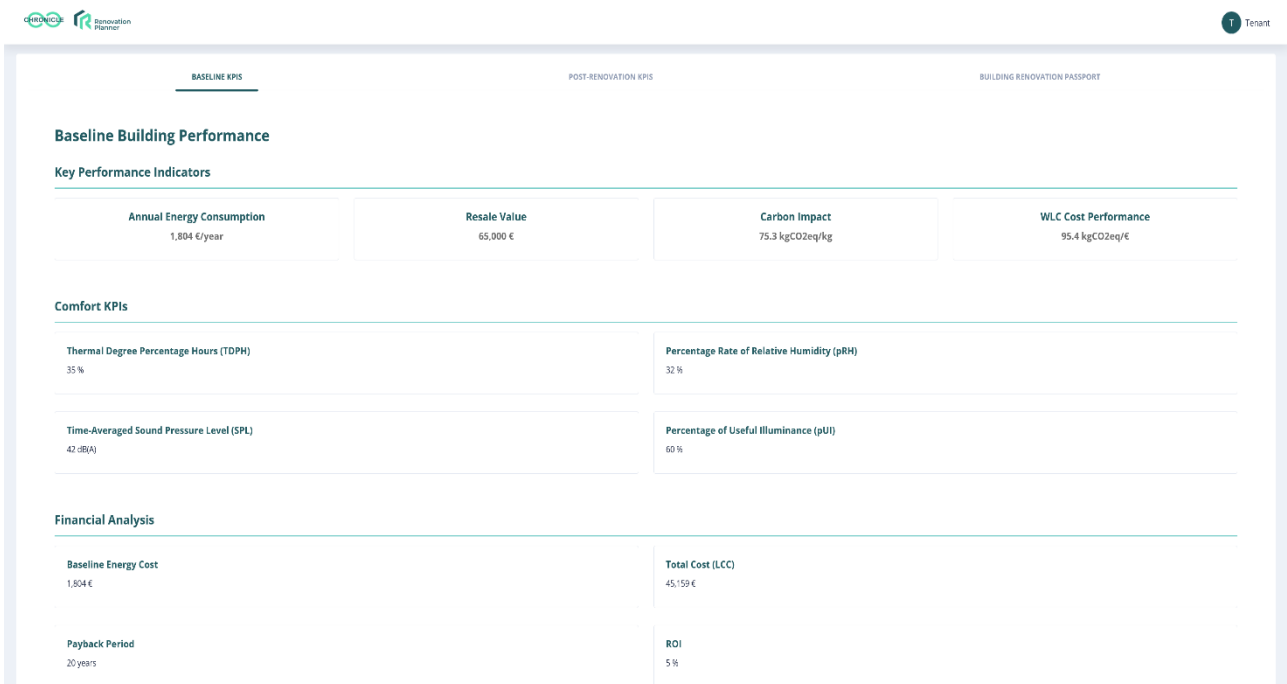 CHRONICLE
Renovation
Planner
T Tenant
BASELINE KPIS POST-RENOVATION KPIS BUILDING RENOVATION PASSPORT
Baseline Building Performance
Key Performance Indicators
Annual Energy Consumption Resale Value Carbon Impact WLC Cost Performance
1,804 €/year 65,000 € 75.3 kgCO2eq/kg 95.4 kgCO2eq/€
Comfort KPIs
Thermal Degree Percentage Hours (TDPH) Percentage Rate of Relative Humidity (pRH)
35 % 32 %
Time-Averaged Sound Pressure Level (SPL) Percentage of Useful Illuminance (pUI)
42 dB(A) 60 %
Financial Analysis
Baseline Energy Cost Total Cost (LCC)
1,804 € 45,159 €
Payback Period ROI
20 years 5 %